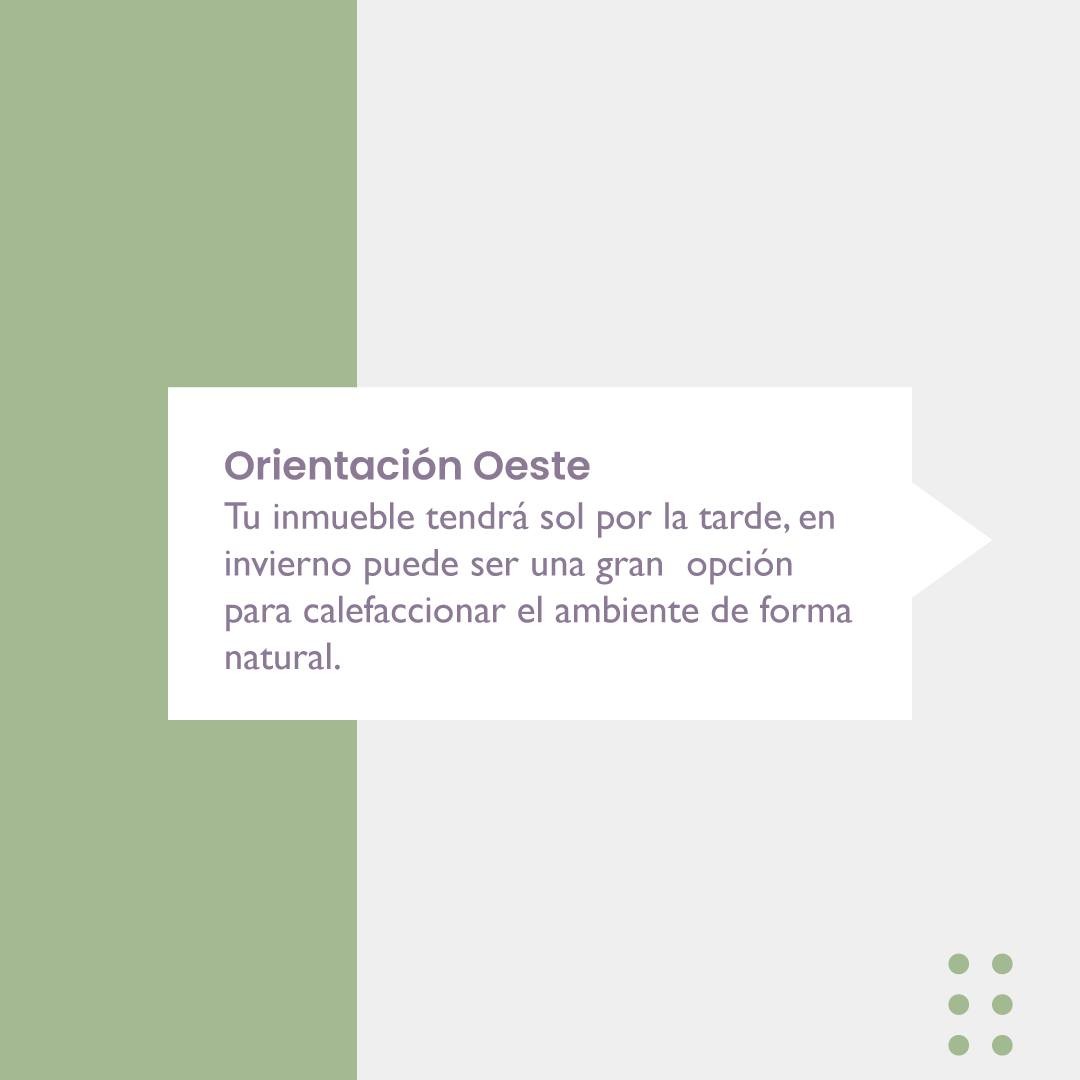 Orientación Oeste
Tu inmueble tendrá sol por la tarde, en
invierno puede ser una gran  opción
para calefaccionar el ambiente de forma
natural.